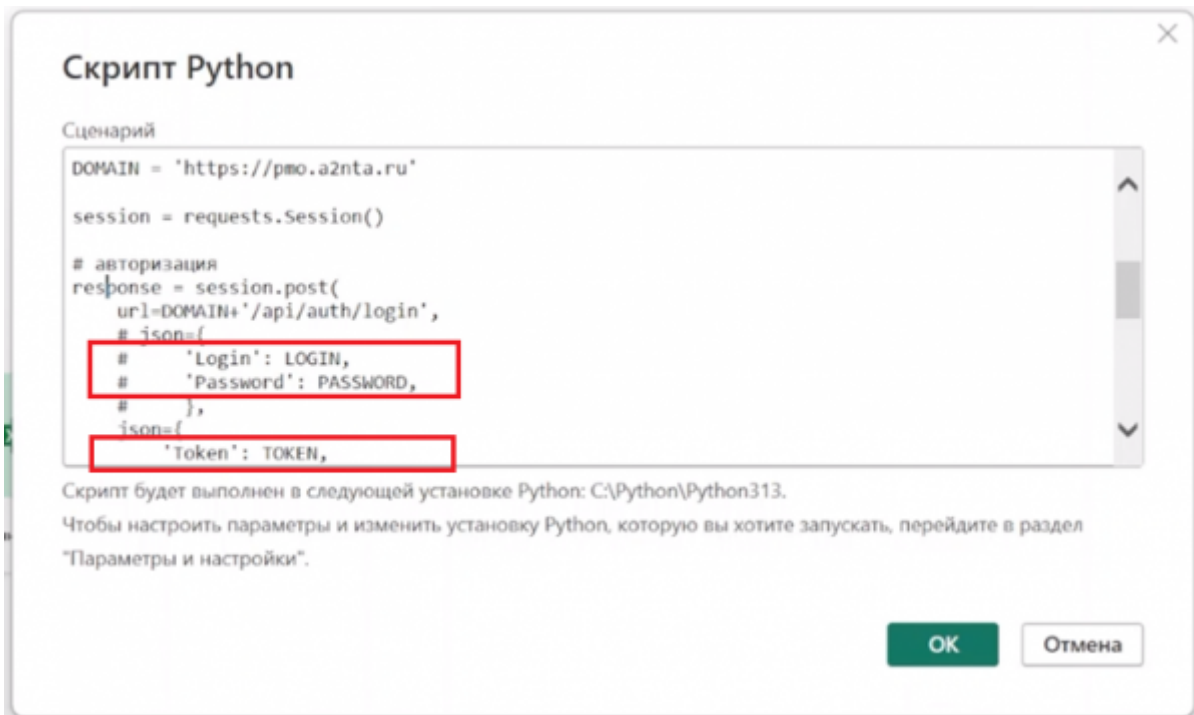 Скрипт Python
Сценарий
DOMAIN = 'https://pmo.a2nta.ru'
session = requests.Session()
# авторизация
response = session.post(
url=DOMAIN+'/api/auth/login',
# json={
# 'Login': LOGIN,
# 'Password': PASSWORD,
# },
json={
'Token': TOKEN,
Скрипт будет выполнен в следующей установке Python: C:\Python\Python313.
Чтобы настроить параметры и изменить установку Python, которую вы хотите запускать, перейдите в раздел
"Параметры и настройки".
OK
Отмена